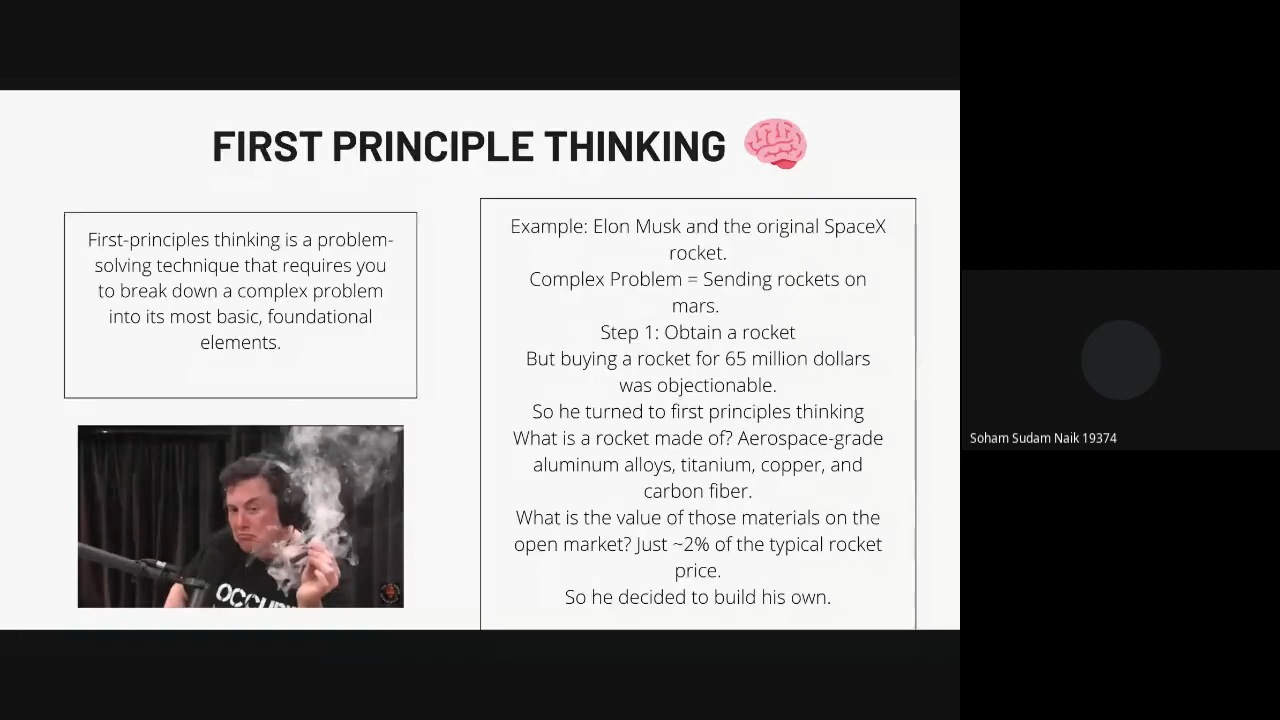 FIRST PRINCIPLE THINKING
First-principles thinking is a problem-
solving technique that requires you
to break down a complex problem
into its most basic, foundational
elements.
Example: Elon Musk and the original SpaceX
rocket.
Complex Problem = Sending rockets on
mars.
Step 1: Obtain a rocket
But buying a rocket for 65 million dollars
was objectionable.
So he turned to first principles thinking
What is a rocket made of? Aerospace-grade
aluminum alloys, titanium, copper, and
carbon fiber.
What is the value of those materials on the
open market? Just ~2% of the typical rocket
price.
So he decided to build his own.
Soham Sudam Naik 19374